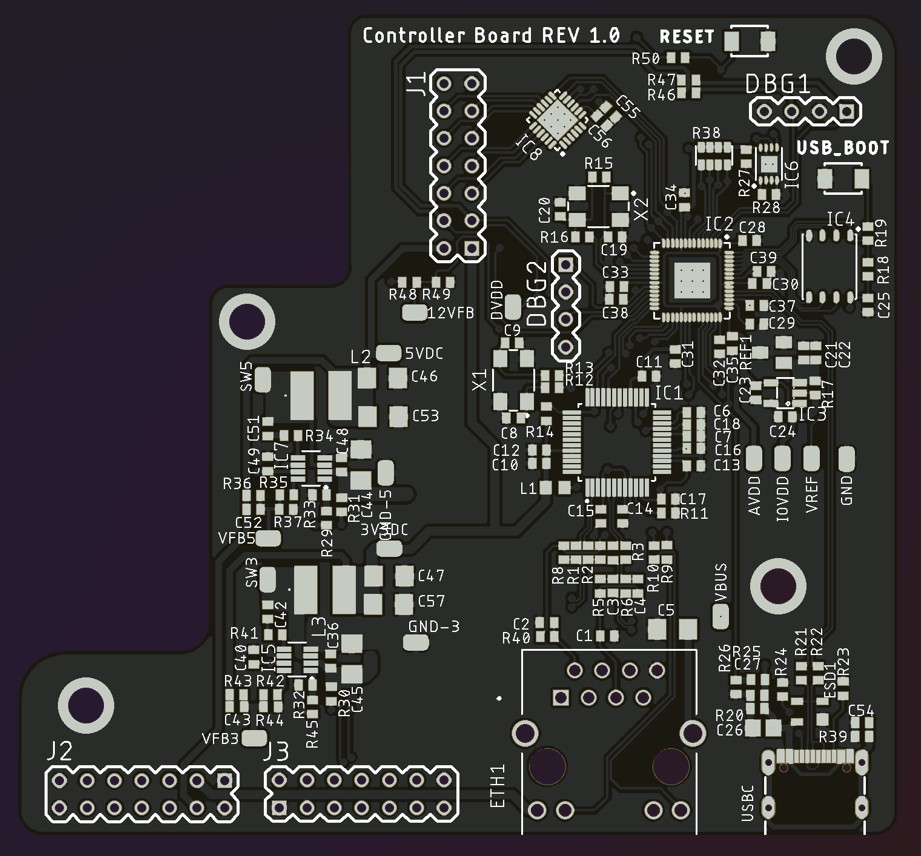 Controller Board REV 1.0
RESET
R50
J1
R47
R46
DBG1
C55
C56
IC8
R38
USB_BOOT
R27
IC6
R15
C34
R28
C20
X2
IC2
IC4
R16
C19
C28
R19
C39
R18
C33
C30
C38
C37
C29
C25
R48
R49
12VFB
DVDD
DBG2
C9
5VDC
L2
C46
SW5
X1
R13
R12
C11
C31
C32
C35
REF1
C21
C22
C23
R17
IC3
IC1
C53
C51
R34
C48
C8
R14
C6
C18
C7
C16
C13
C24
C12
C10
C49
IC7
R36
R35
C44
R31
GND-5
L1
C17
R11
C15
C14
AVDD
IOVDD
VREF
GND
C52
R37
R33
R29
3V3DC
VFB5
R8
R1
R2
R3
R10
R9
SW3
C47
C57
R5
C3
R6
C4
VBUS
C42
L3
GND-3
C2
R40
C1
C5
R41
C40
IC5
C36
R43
R42
R32
R30
C45
C43
R44
R45
VFB3
R26
R25
C27
R24
R21
R22
R23
ESD1
R20
C26
C54
R39
J2
J3
ETH1
USBC